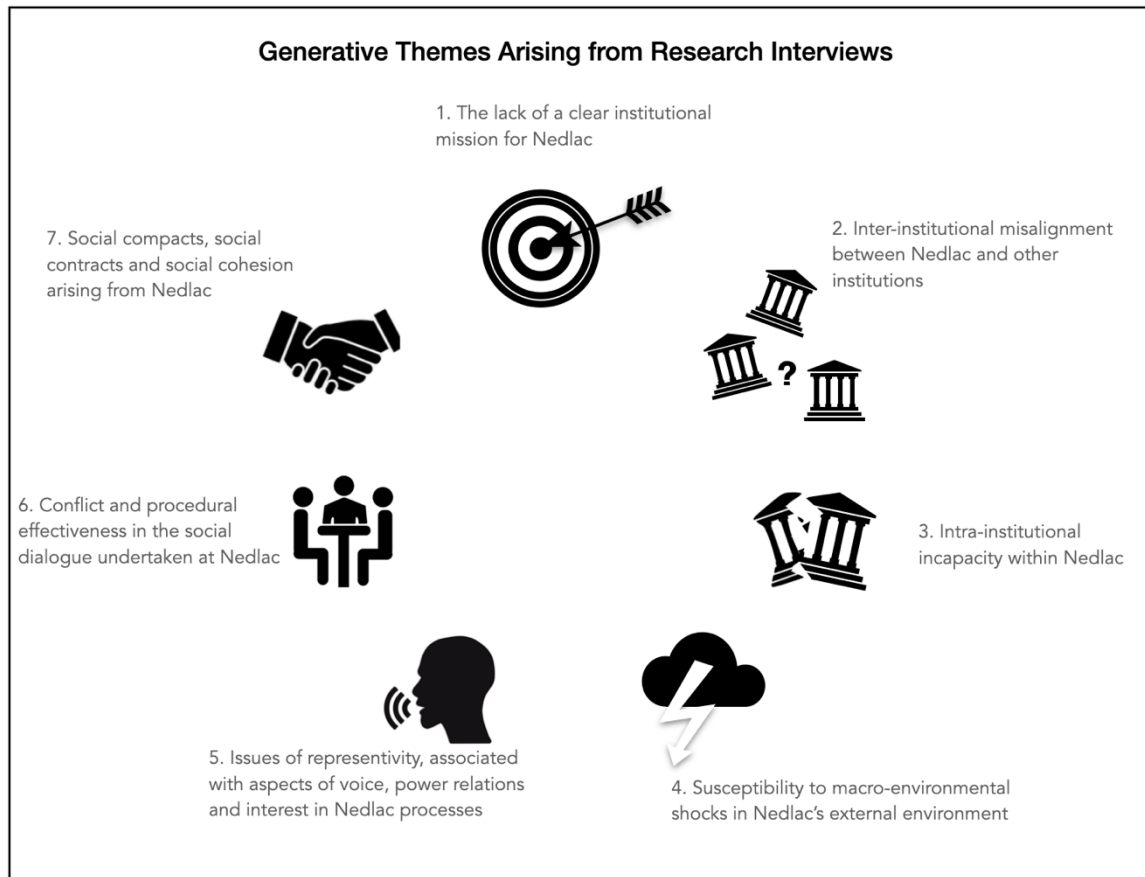 Generative Themes Arising from Research Interviews
1. The lack of a clear institutional
mission for Nedlac
2. Inter-institutional misalignment
between Nedlac and other
institutions
?
3. Intra-institutional
incapacity within Nedlac
4. Susceptibility to macro-environmental
shocks in Nedlac's external environment
5. Issues of representivity, associated
with aspects of voice, power relations
and interest in Nedlac processes
6. Conflict and procedural
effectiveness in the social
dialogue undertaken at Nedlac
7. Social compacts, social
contracts and social cohesion
arising from Nedlac